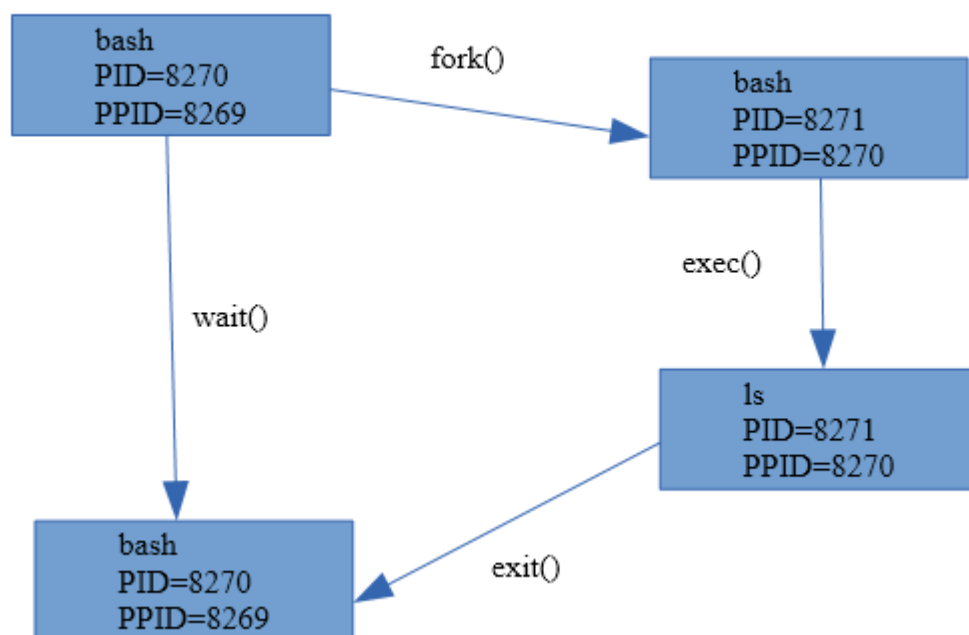 bash
PID=8270
PPID=8269
fork()
bash
PID=8271
PPID=8270
wait()
exec()
ls
PID=8271
PPID=8270
bash
PID=8270
PPID=8269
exit()